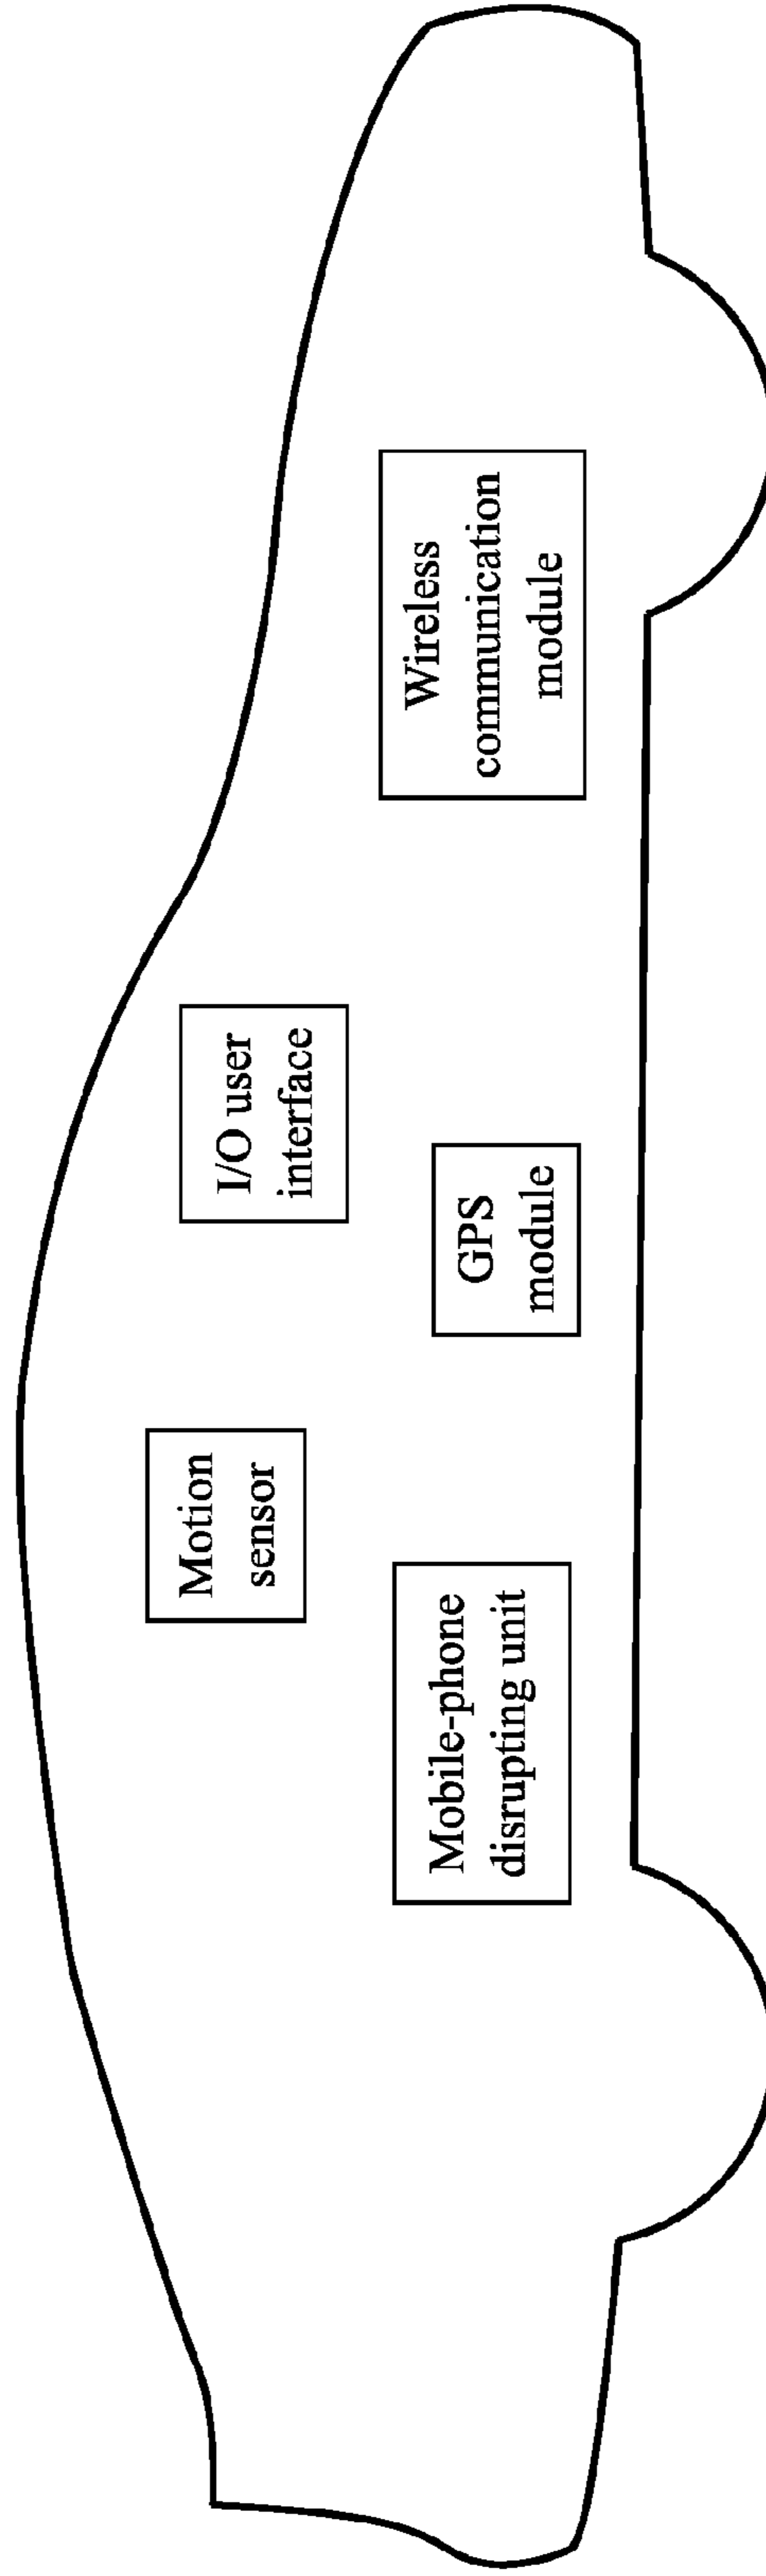 Motion
sensor
I/O user
interface
Mobile-phone
disrupting unit
GPS
module
Wireless
communication
module